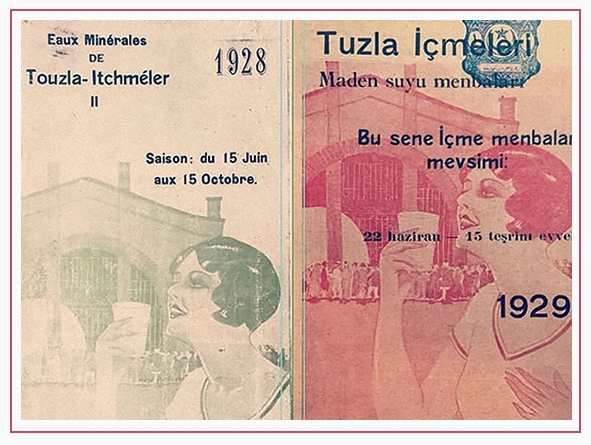 Eaux Minérales
DE
Touzla-Itchméler
II
1928
Saison: du 15 Juin
aux 15 Octobre.
Tuzla İçmeleri
Maden suyu menbaları
Bu sene İçme menbalar
mevsimi:
22 haziran — 15 teşrini evve
1929